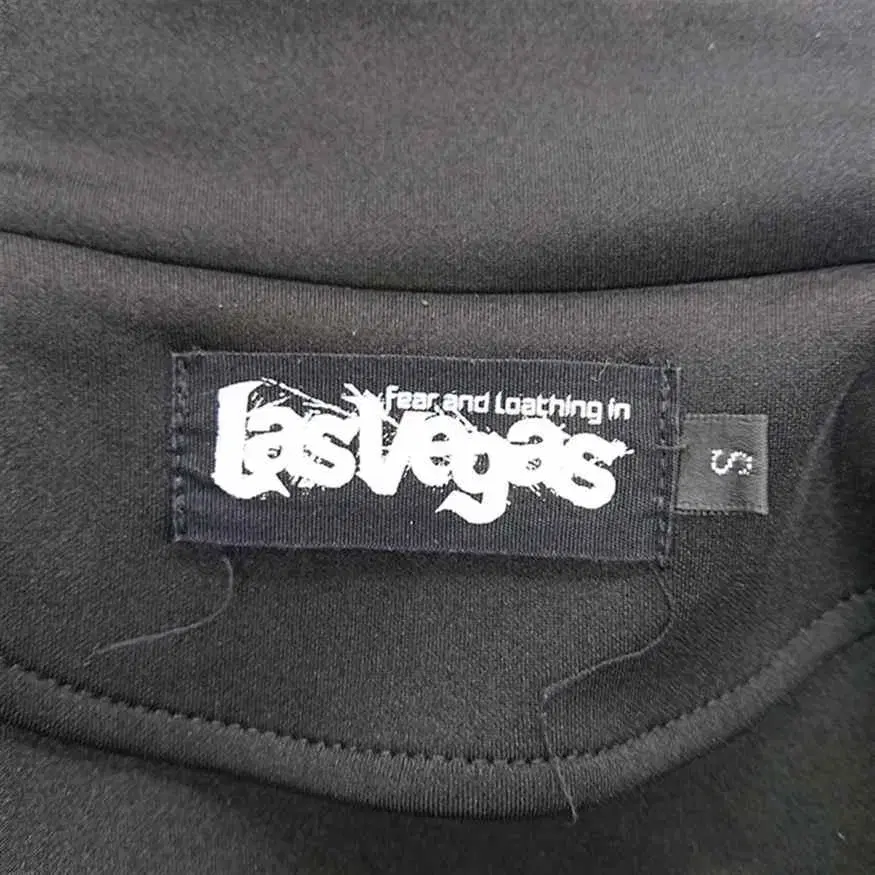 fear and loathing in
lasVegas
S